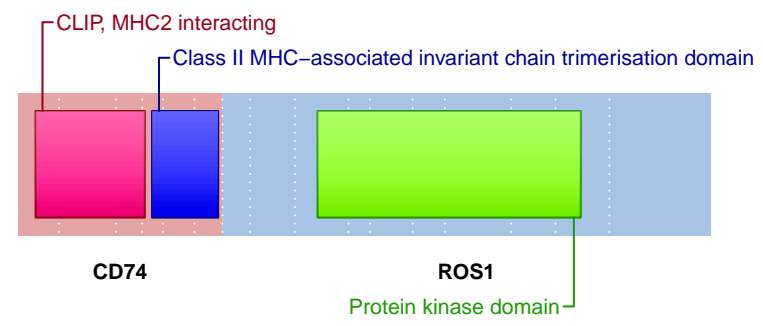 CLIP, MHC2 interacting
Class II MHC−associated invariant chain trimerisation domain
CD74
ROS1
Protein kinase domain